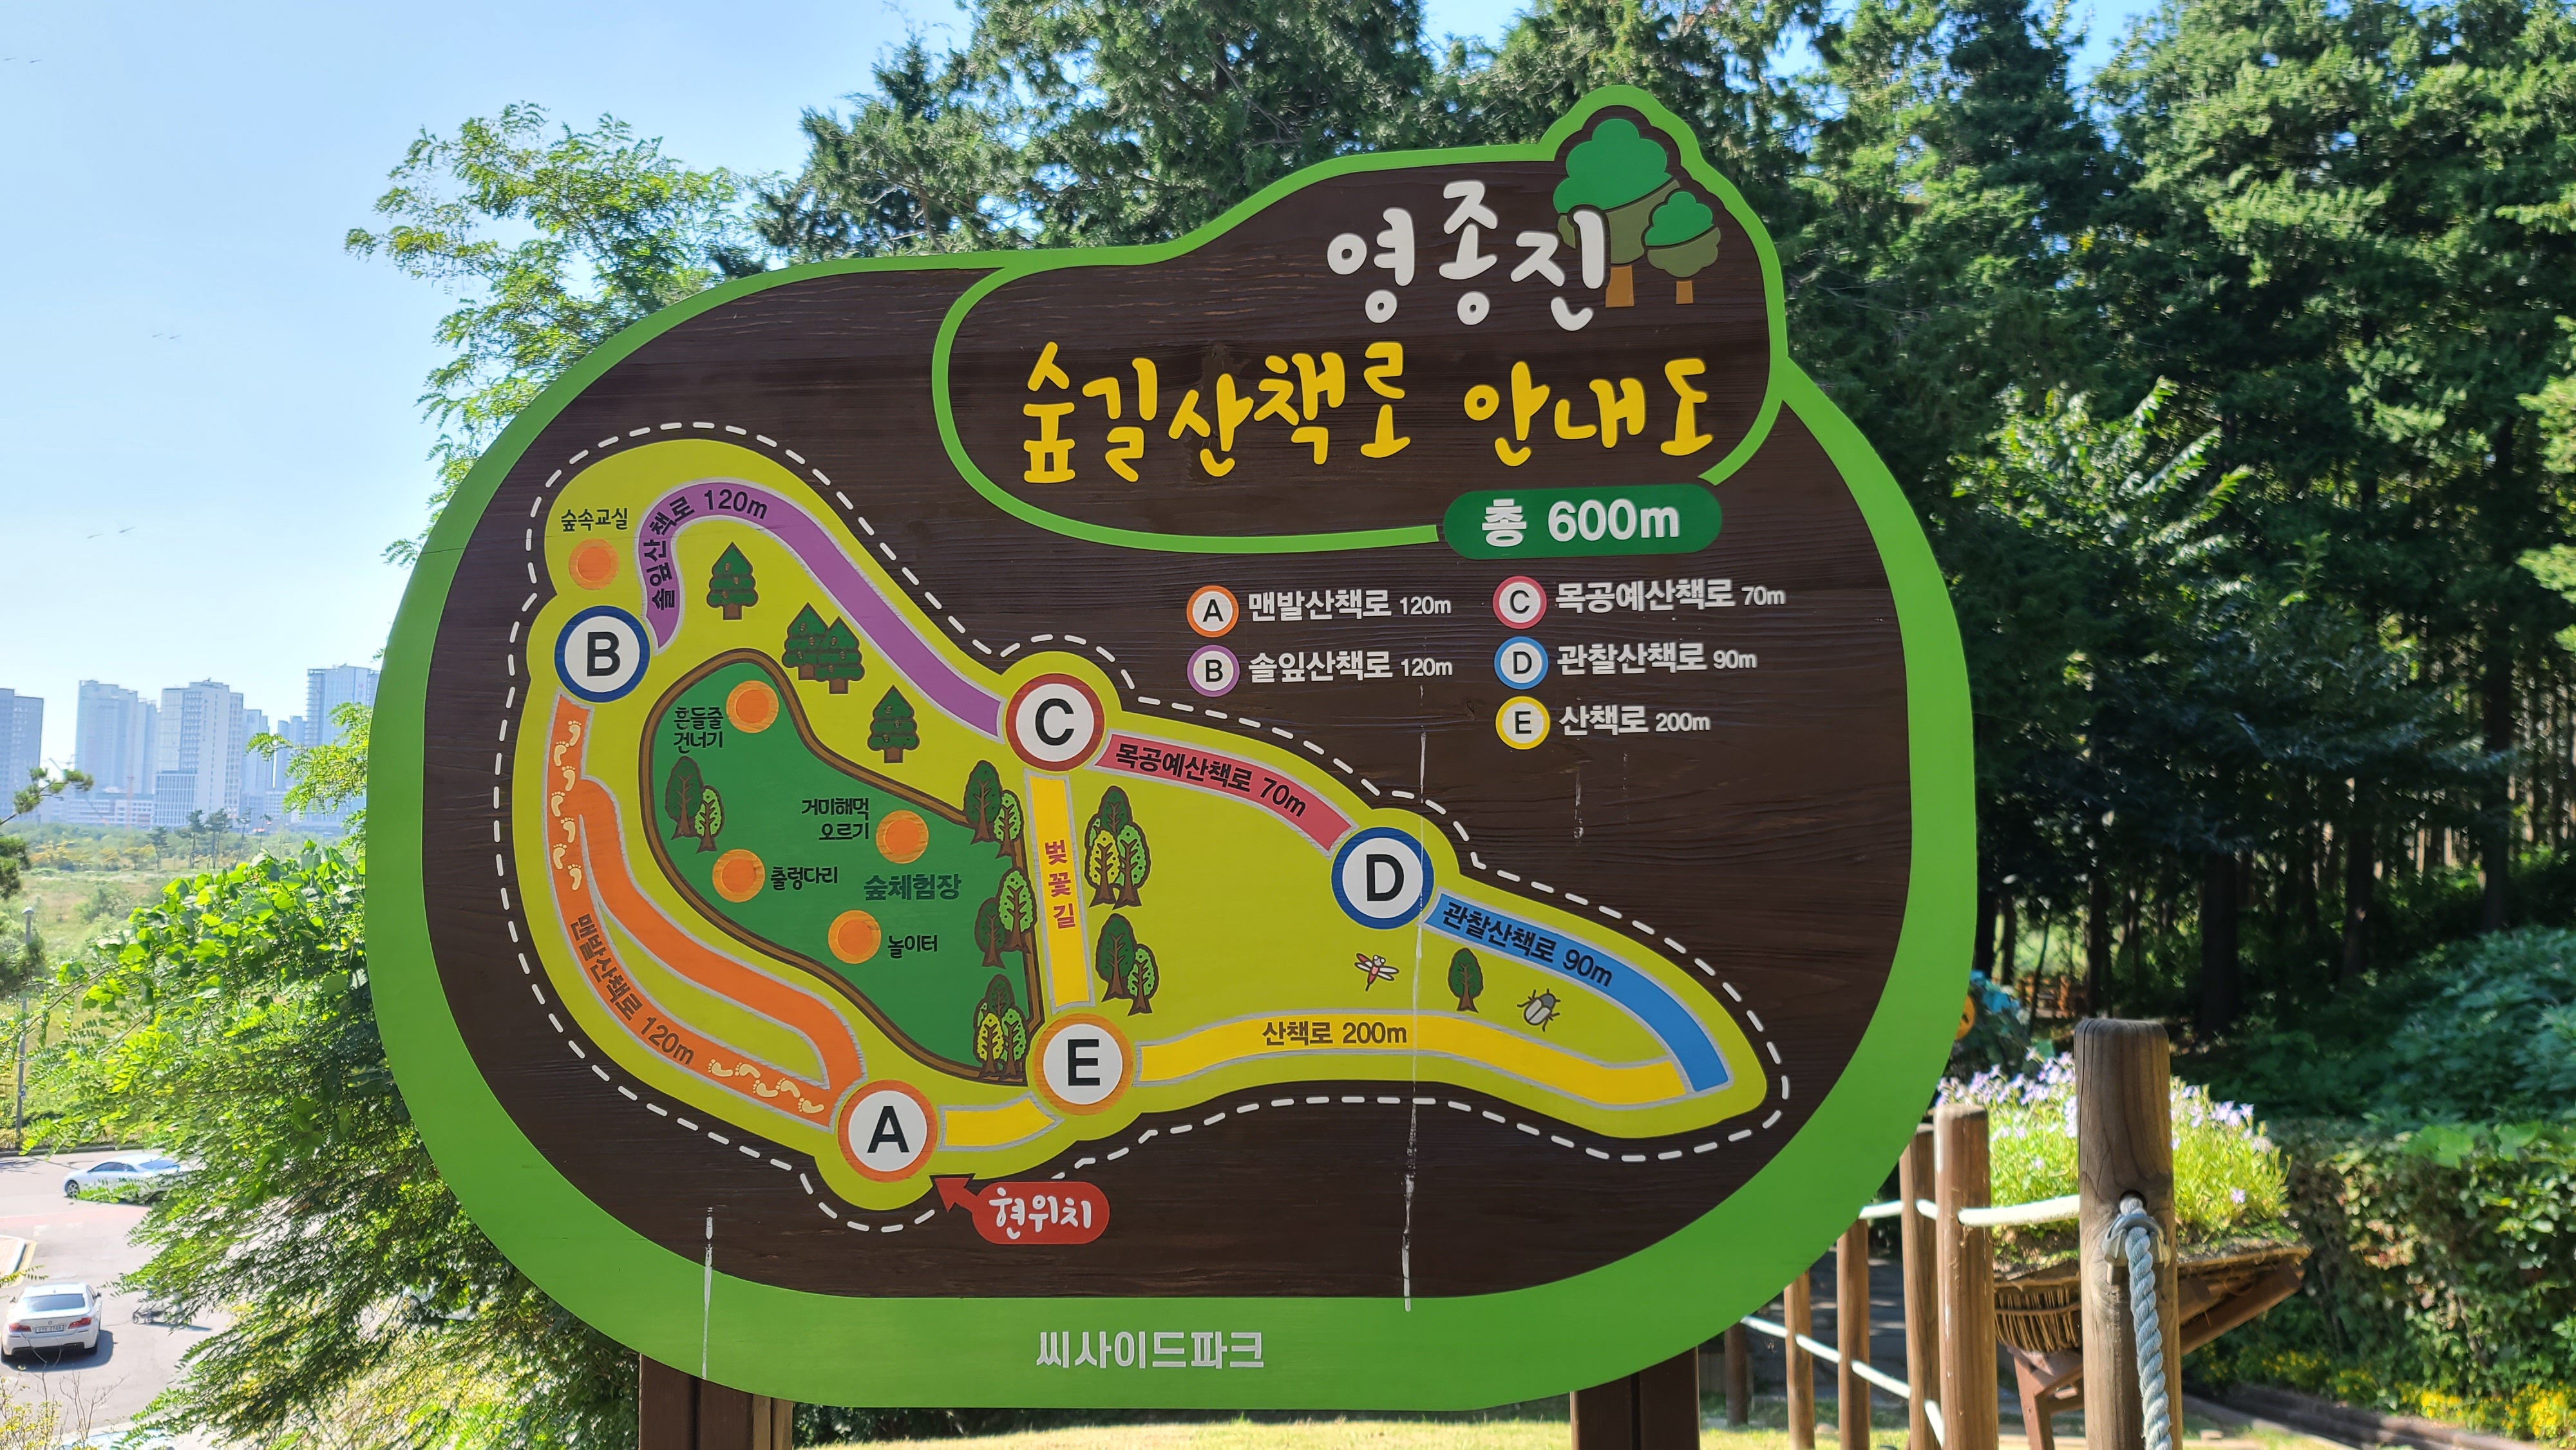 영종진
숲길산책로 안내도
총 600m
A 맨발산책로 120m
B 솔잎산책로 120m
C 목공예산책로 70m
D 관찰산책로 90m
E 산책로 200m
숲속교실
솔잎산책로 120m
B
C
목공예산책로 70m
흔들줄
건너기
거미해먹
오르기
출렁다리
숲체험장
놀이터
벚꽃길
D
관찰산책로 90m
맨발산책로 120m
산책로 200m
E
A
현위치
씨사이드파크